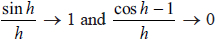 sin h / h → 1 and cos h − 1 / h → 0